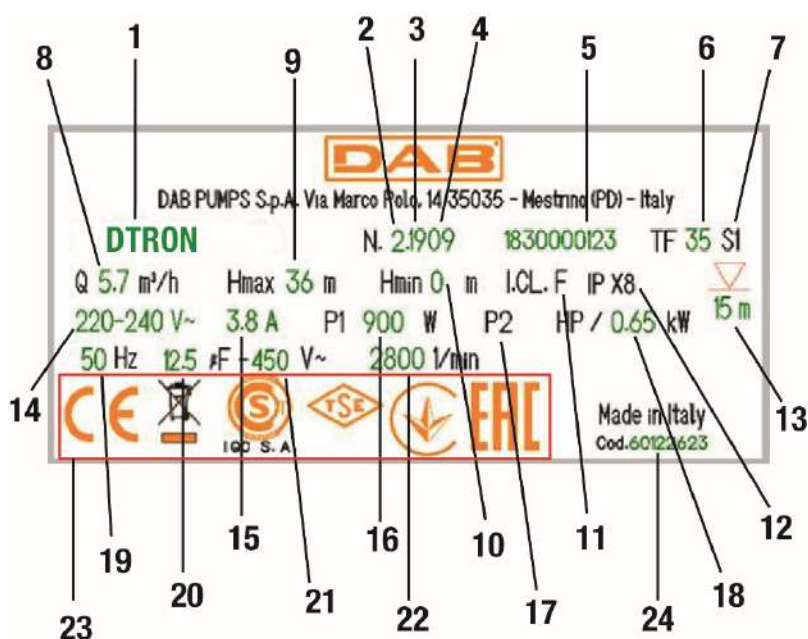 1 2 3 4 5 6 7
8 9
DAB
DAB PUMPS S.p.A. Via Marco Polo, 14 35035 - Mestrino (PD) - Italy
DTRON N. 2.1909 1830000123 TF 35 S1
Q 5.7 m³/h Hmax 36 m Hmin 0 m I.CL. F IP X8
15 m
220-240 V~ 3.8 A P1 900 W P2 HP / 0.65 kW
50 Hz 12.5 µF - 450 V~ 2800 1/min
CE S TSE EAC
IQC S. A
Made in Italy
Cod. 60122623
14 13
19 15 16 10 11 12
20 21 17 18
23 22 24